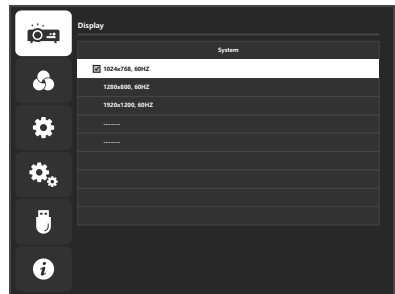 Display
System
1024x768, 60HZ
1280x800, 60HZ
1920x1200, 60HZ
-------
-------
i